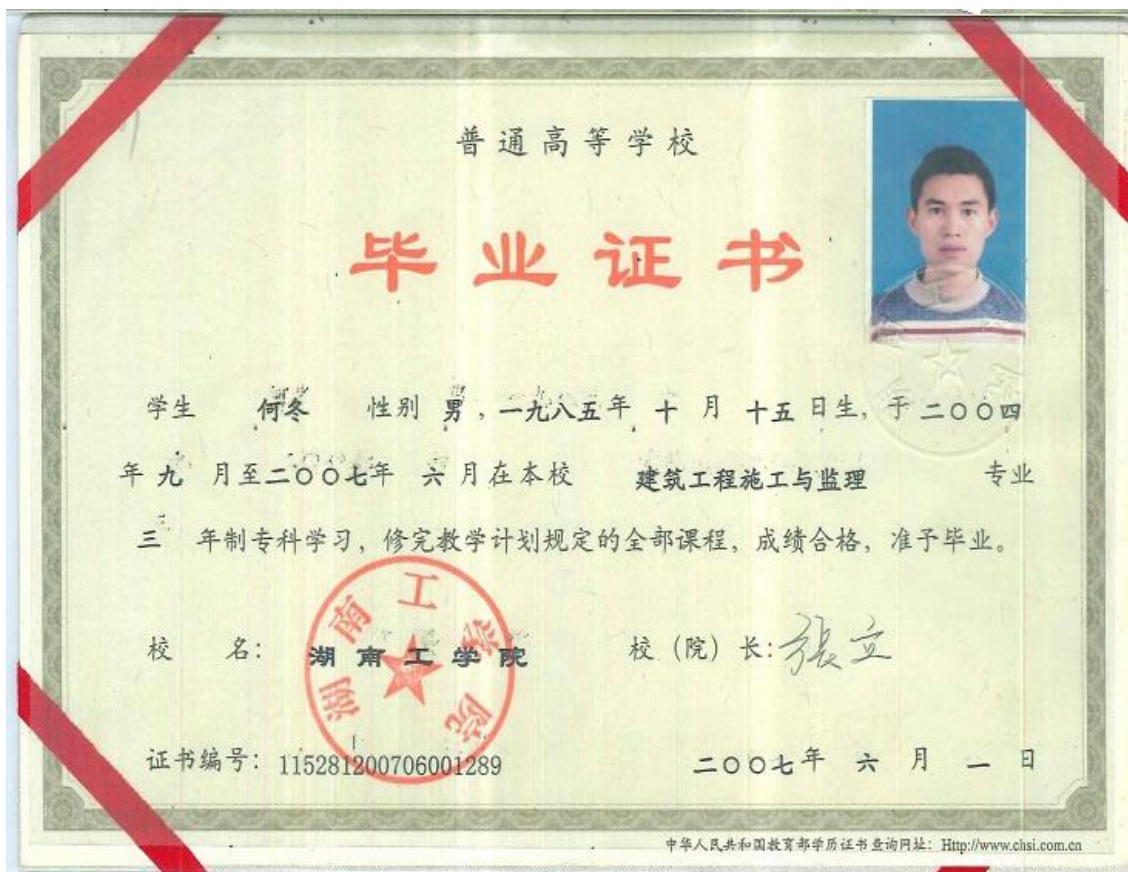 普通高等学校
毕业证书
学生 何冬 性别 男，一九八五年 十 月 十五 日生，于 二〇〇四
年 九 月至二〇〇七年 六 月在本校 建筑工程施工与监理 专业
三 年制专科学习，修完教学计划规定的全部课程，成绩合格，准予毕业。
校 名： 湖南工学院 校（院）长：张立
湖南工学院
证书编号：115281200706001289 二〇〇七年 六 月 一 日
中华人民共和国教育部学历证书查询网址：Http://www.chsi.com.cn